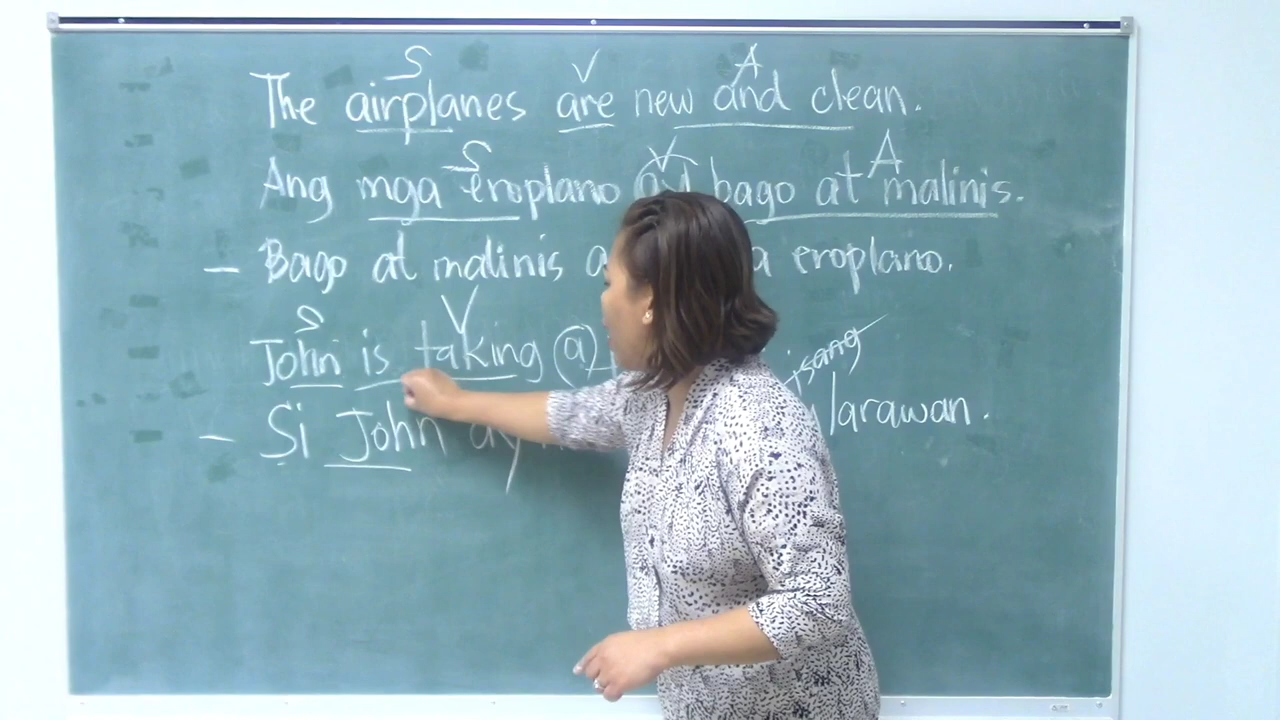 S V A
The airplanes are new and clean.
S V A
Ang mga eroplano ay bago at malinis.
– Bago at malinis a eroplano.
S V
John is taking a
isang
– Si John ay larawan.